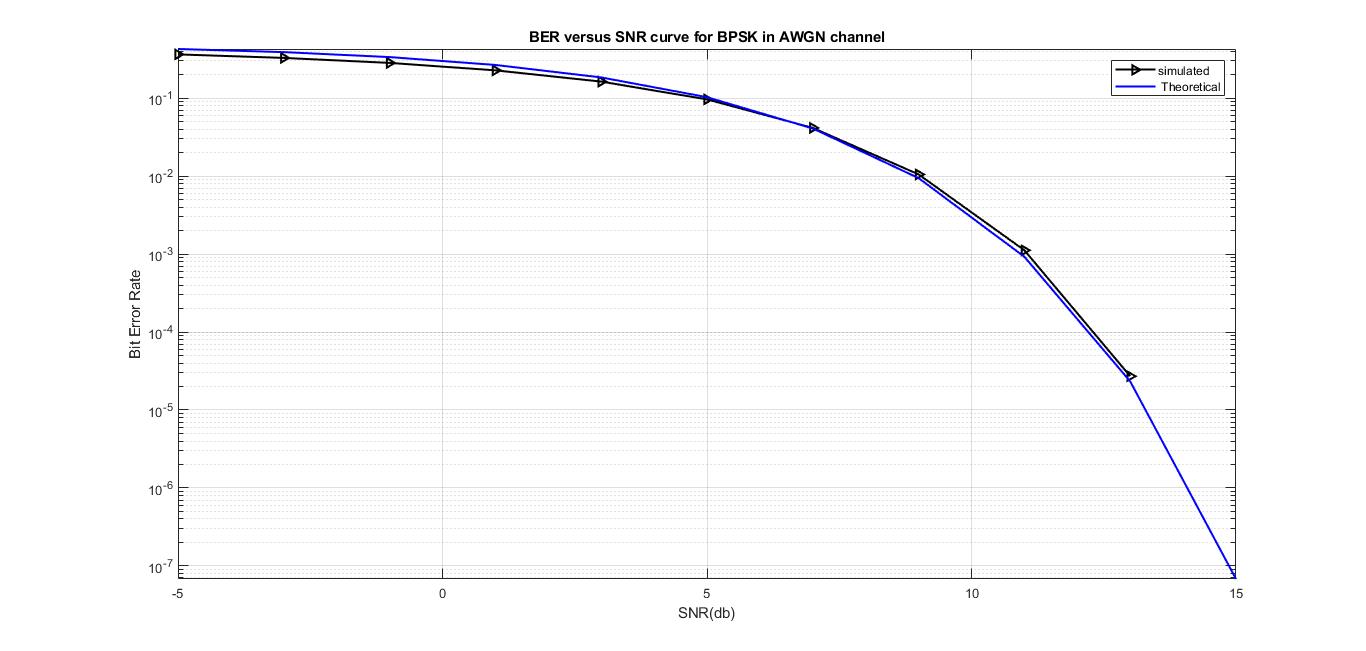 BER versus SNR curve for BPSK in AWGN channel
simulated
Theoretical
10-1
10-2
10-3
10-4
10-5
10-6
10-7
Bit Error Rate
-5 0 5 10 15
SNR(db)